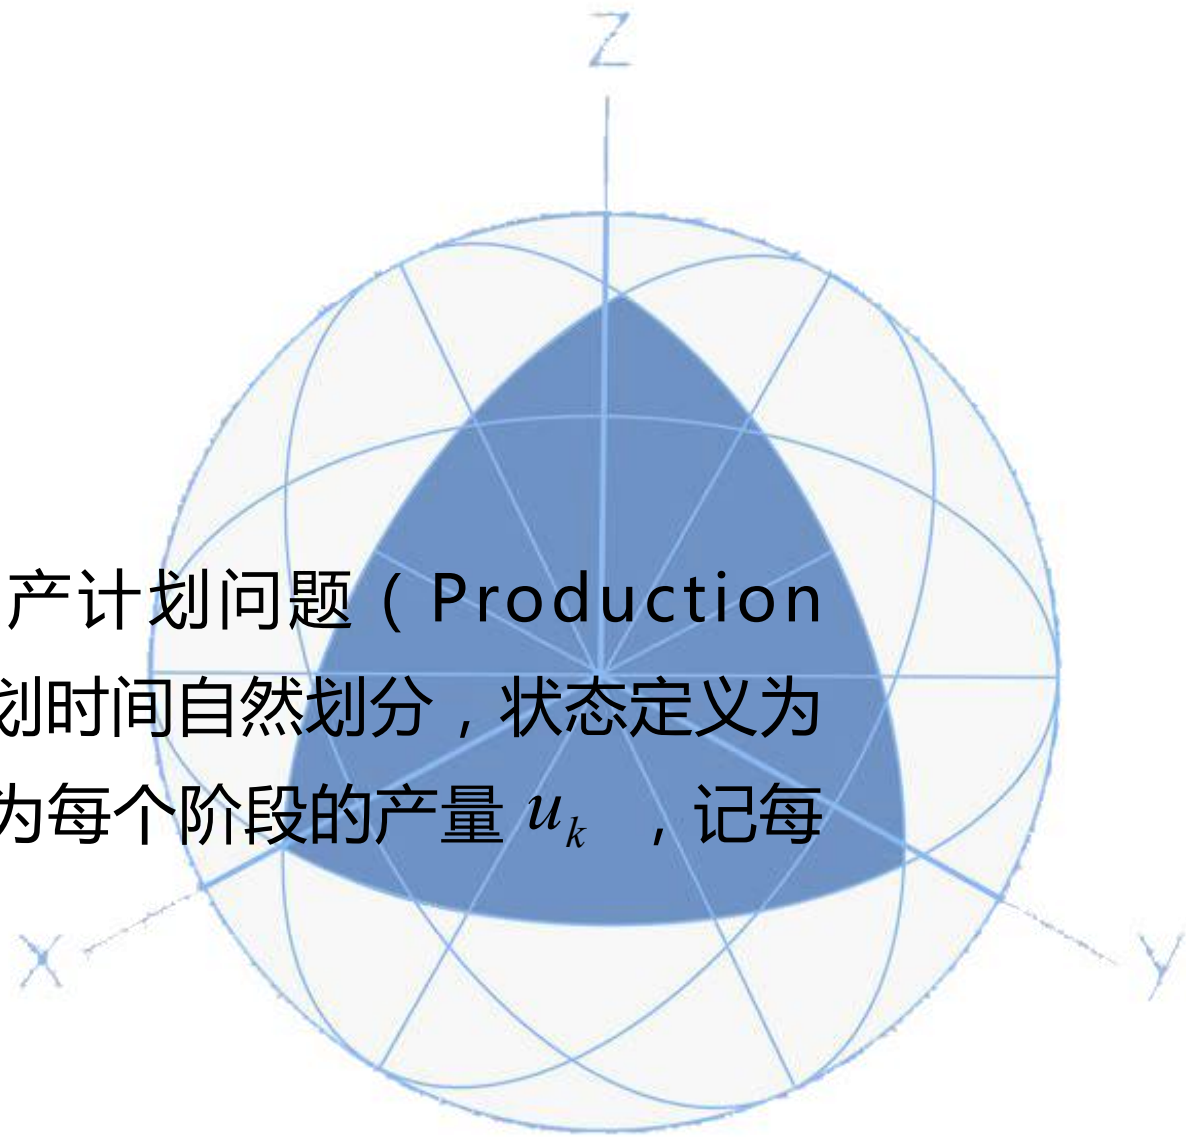 Z
产计划问题（Production
划时间自然划分，状态定义为
为每个阶段的产量 u_k ，记每
X
Y